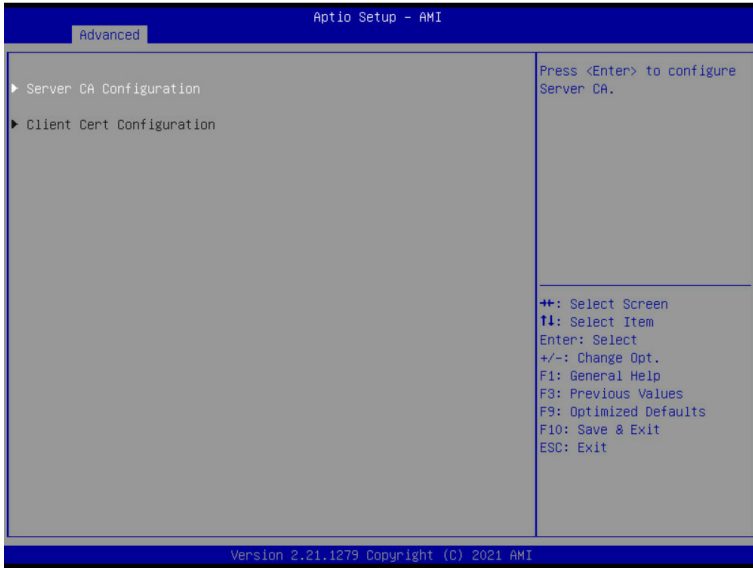 Aptio Setup – AMI
Advanced
▶ Server CA Configuration
▶ Client Cert Configuration
Press <Enter> to configure
Server CA.
→←: Select Screen
↑↓: Select Item
Enter: Select
+/-: Change Opt.
F1: General Help
F3: Previous Values
F9: Optimized Defaults
F10: Save & Exit
ESC: Exit
Version 2.21.1279 Copyright (C) 2021 AMI